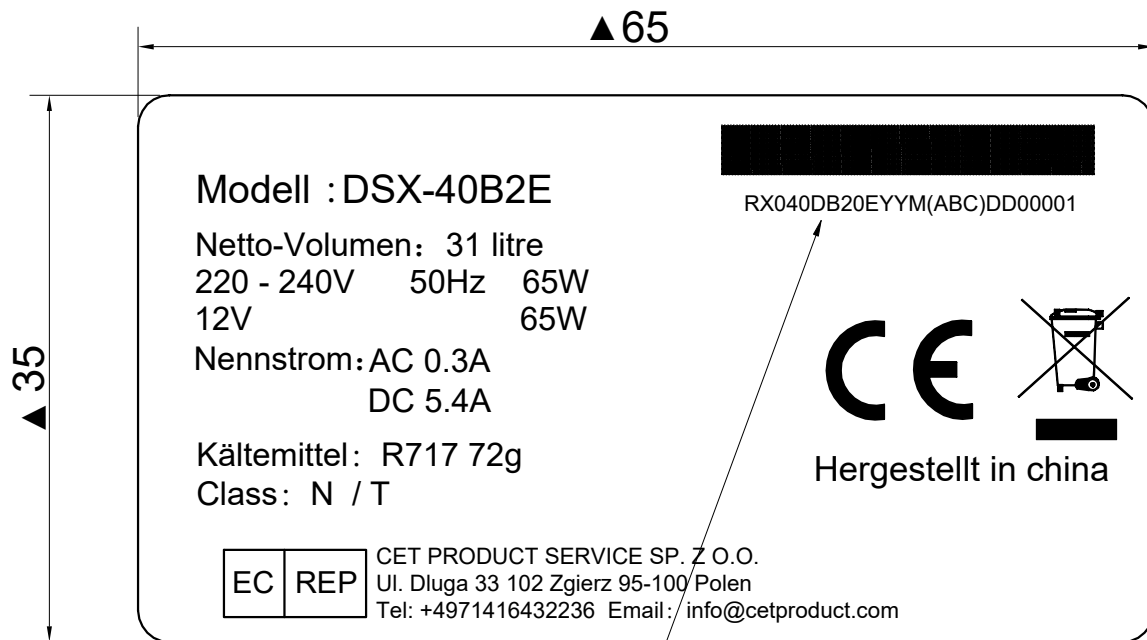 ▲65
▲35
RX040DB20EYYM(ABC)DD00001
Modell :DSX-40B2E
Netto-Volumen: 31 litre
220 - 240V 50Hz 65W
12V 65W
Nennstrom: AC 0.3A
DC 5.4A
Kältemittel: R717 72g
Class: N / T
CE
Hergestellt in china
EC REP
CET PRODUCT SERVICE SP. Z O.O.
Ul. Dluga 33 102 Zgierz 95-100 Polen
Tel: +4971416432236 Email: info@cetproduct.com